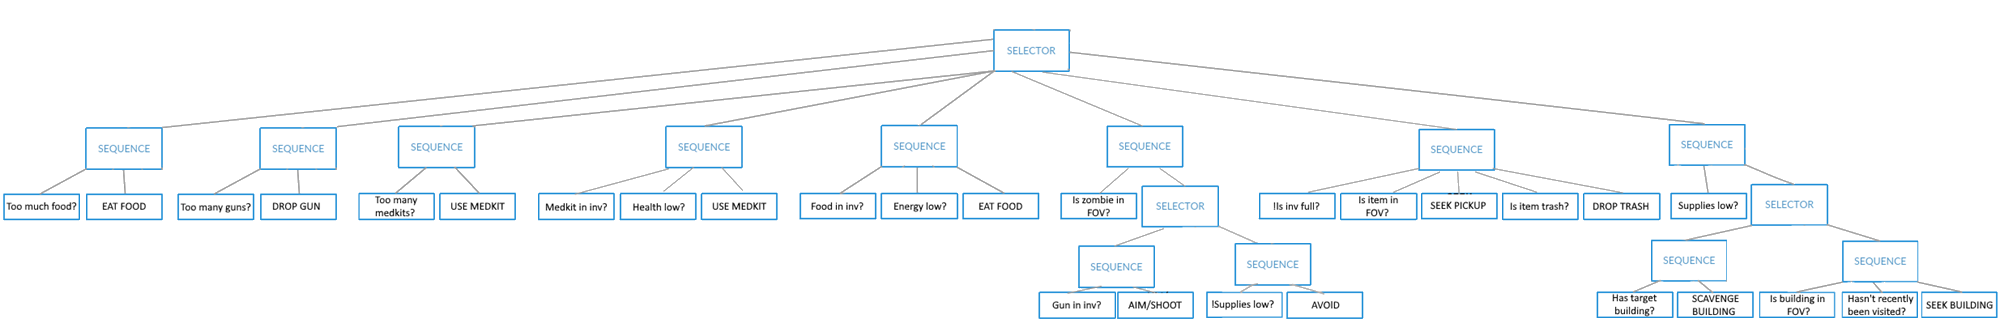 SELECTOR
SEQUENCE
SEQUENCE
SEQUENCE
SEQUENCE
SEQUENCE
SEQUENCE
SEQUENCE
SEQUENCE
Too much food?
EAT FOOD
Too many guns?
DROP GUN
Too many
medkits?
USE MEDKIT
Medkit in inv?
Health low?
USE MEDKIT
Food in inv?
Energy low?
EAT FOOD
Is zombie in
FOV?
SELECTOR
!Is inv full?
Is item in
FOV?
SEEK PICKUP
Is item trash?
DROP TRASH
Supplies low?
SELECTOR
SEQUENCE
SEQUENCE
SEQUENCE
SEQUENCE
Gun in inv?
AIM/SHOOT
!Supplies low?
AVOID
Has target
building?
SCAVENGE
BUILDING
Is building in
FOV?
Hasn't recently
been visited?
SEEK BUILDING